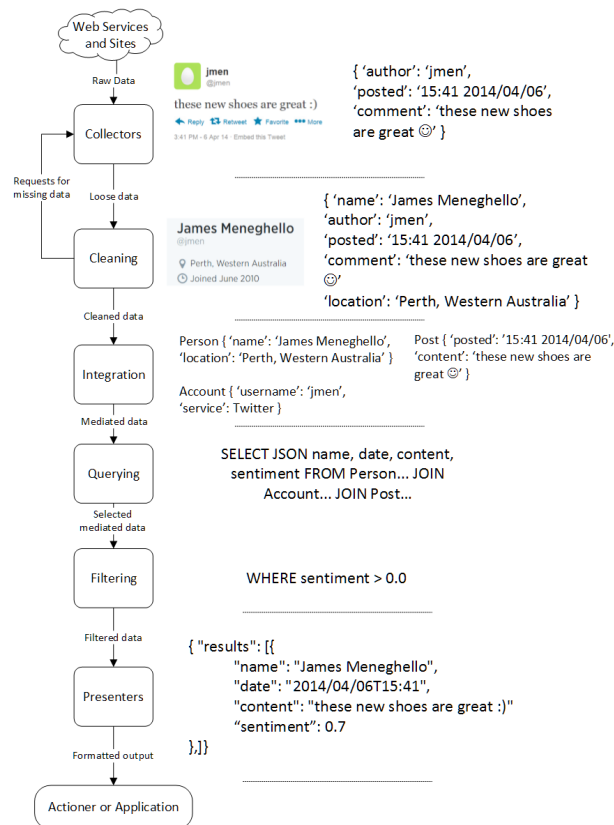 Web Services
and Sites
Raw Data
jmen
@jmen
these new shoes are great :)
Reply Retweet Favorite More
3:41 PM - 6 Apr 14 · Embed this Tweet
{ ‘author’: ‘jmen’,
‘posted’: ‘15:41 2014/04/06’,
‘comment’: ‘these new shoes
are great ☺’ }
Collectors
Requests for
missing data
Loose data
James Meneghello
@jmen
Perth, Western Australia
Joined June 2010
{ ‘name’: ‘James Meneghello’,
‘author’: ‘jmen’,
‘posted’: ‘15:41 2014/04/06’,
‘comment’: ‘these new shoes are great
☺’
‘location’: ‘Perth, Western Australia’ }
Cleaning
Cleaned data
Person { ‘name’: ‘James Meneghello’,
‘location’: ‘Perth, Western Australia’ }
Account { ‘username’: ‘jmen’,
‘service’: Twitter }
Post { ‘posted’: ‘15:41 2014/04/06’,
‘content’: ‘these new shoes are
great ☺’ }
Integration
Mediated data
Querying
SELECT JSON name, date, content,
sentiment FROM Person... JOIN
Account... JOIN Post...
Selected
mediated data
Filtering
WHERE sentiment > 0.0
Filtered data
Presenters
{ "results": [{
"name": "James Meneghello",
"date": "2014/04/06T15:41",
"content": "these new shoes are great :)"
“sentiment”: 0.7
},]}
Formatted output
Actioner or Application